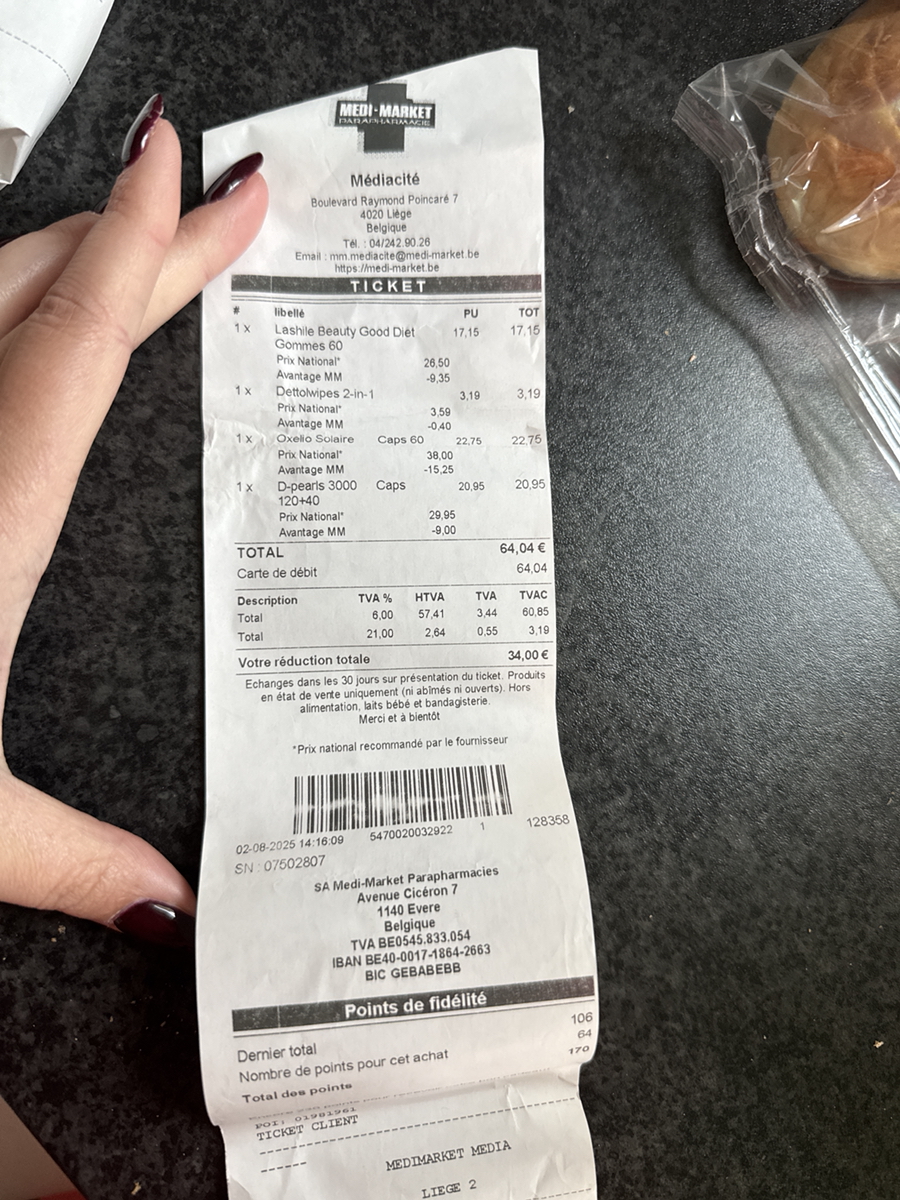 MEDI-MARKET
PARAPHARMACIE
Médiacité
Boulevard Raymond Poincaré 7
4020 Liège
Belgique
Tél. : 04/242.90.26
Email : mm.mediacite@medi-market.be
https://medi-market.be
TICKET
# libellé PU TOT
1 x Lashile Beauty Good Diet 17,15 17,15
Gommes 60
Prix National* 26,50
Avantage MM -9,35
1 x Dettolwipes 2-in-1 3,19 3,19
Prix National* 3,59
Avantage MM -0,40
1 x Oxelio Solaire Caps 60 22,75 22,75
Prix National* 38,00
Avantage MM -15,25
1 x D-pearls 3000 Caps 20,95 20,95
120+40
Prix National* 29,95
Avantage MM -9,00
TOTAL 64,04 €
Carte de débit 64,04
Description TVA % HTVA TVA TVAC
Total 6,00 57,41 3,44 60,85
Total 21,00 2,64 0,55 3,19
Votre réduction totale 34,00 €
Echanges dans les 30 jours sur présentation du ticket. Produits
en état de vente uniquement (ni abîmés ni ouverts). Hors
alimentation, laits bébé et bandagisterie.
Merci et à bientôt
*Prix national recommandé par le fournisseur
02-08-2025 14:16:09 5470020032922 1 128358
SN : 07502807
SA Medi-Market Parapharmacies
Avenue Cicéron 7
1140 Evere
Belgique
TVA BE0545.833.054
IBAN BE40-0017-1864-2663
BIC GEBABEBB
Points de fidélité
Dernier total 106
Nombre de points pour cet achat 64
Total des points 170
POI: 01981961
TICKET CLIENT
MEDIMARKET MEDIA
LIEGE 2